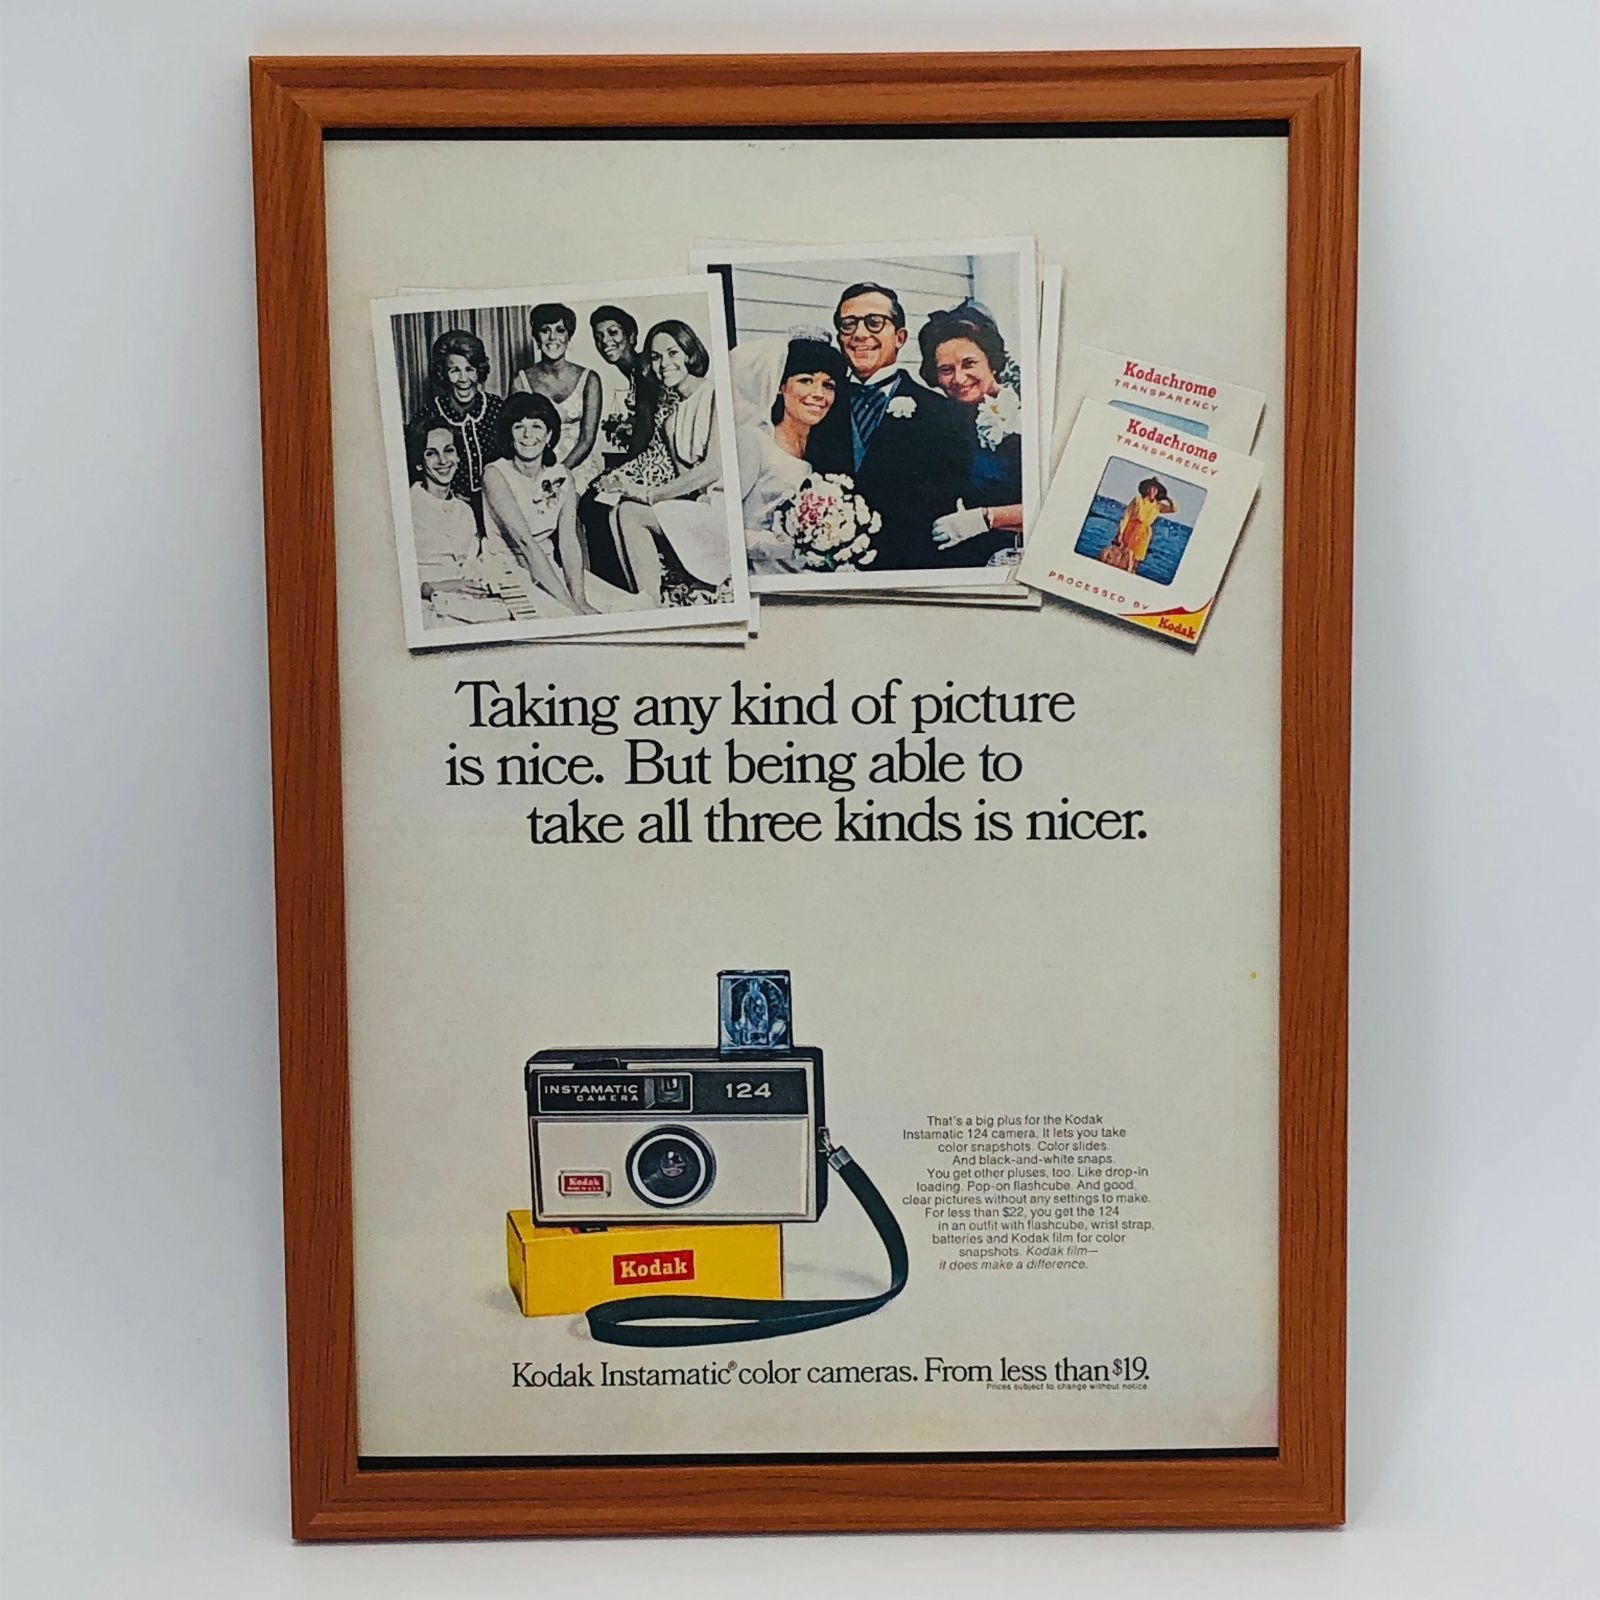 Kodachrome
TRANSPARENCY
Kodachrome
TRANSPARENCY
PROCESSED BY
Kodak
Taking any kind of picture
is nice. But being able to
take all three kinds is nicer.
INSTAMATIC
CAMERA
124
Kodak
Kodak
That's a big plus for the Kodak
Instamatic 124 camera. It lets you take
color snapshots. Color slides.
And black-and-white snaps.
You get other pluses, too. Like drop-in
loading. Pop-on flashcube. And good,
clear pictures without any settings to make.
For less than $22, you get the 124
in an outfit with flashcube, wrist strap,
batteries and Kodak film for color
snapshots. Kodak film—
it does make a difference.
Kodak Instamatic® color cameras. From less than $19.
Prices subject to change without notice